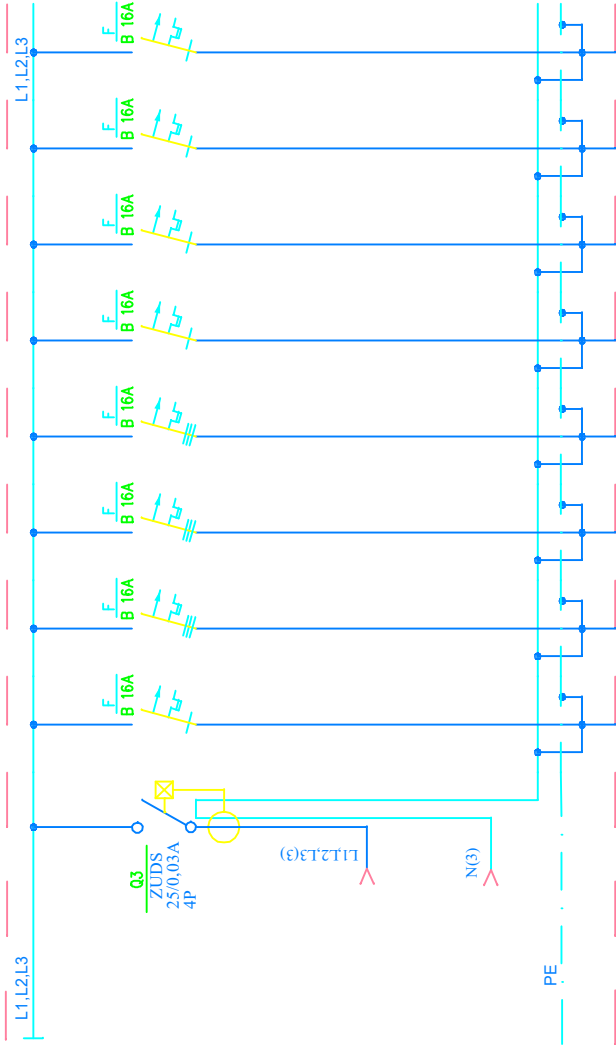 L1,L2,L3
F
B 16A
F
B 16A
F
B 16A
F
B 16A
F
B 16A
F
B 16A
F
B 16A
F
B 16A
Q3
ZUDS
25/0,03A
4P
L1,L2,L3(3)
N(3)
L1,L2,L3
PE